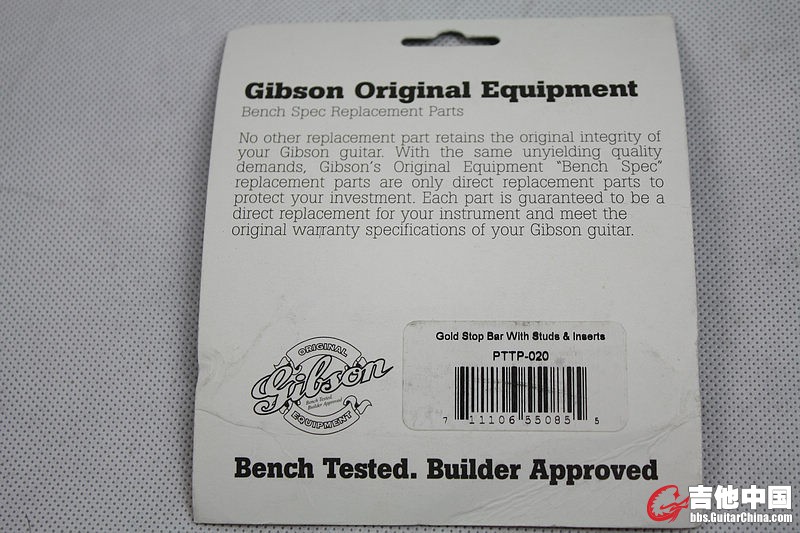 Gibson Original Equipment
Bench Spec Replacement Parts
No other replacement part retains the original integrity of
your Gibson guitar. With the same unyielding quality
demands, Gibson's Original Equipment "Bench Spec"
replacement parts are only direct replacement parts to
protect your investment. Each part is guaranteed to be a
direct replacement for your instrument and meet the
original warranty specifications of your Gibson guitar.
ORIGINAL
Gibson
Bench Tested.
Builder Approved
EQUIPMENT
Gold Stop Bar With Studs & Inserts
PTTP-020
7 11106 55085 5
Bench Tested. Builder Approved
吉他中国
bbs.GuitarChina.com